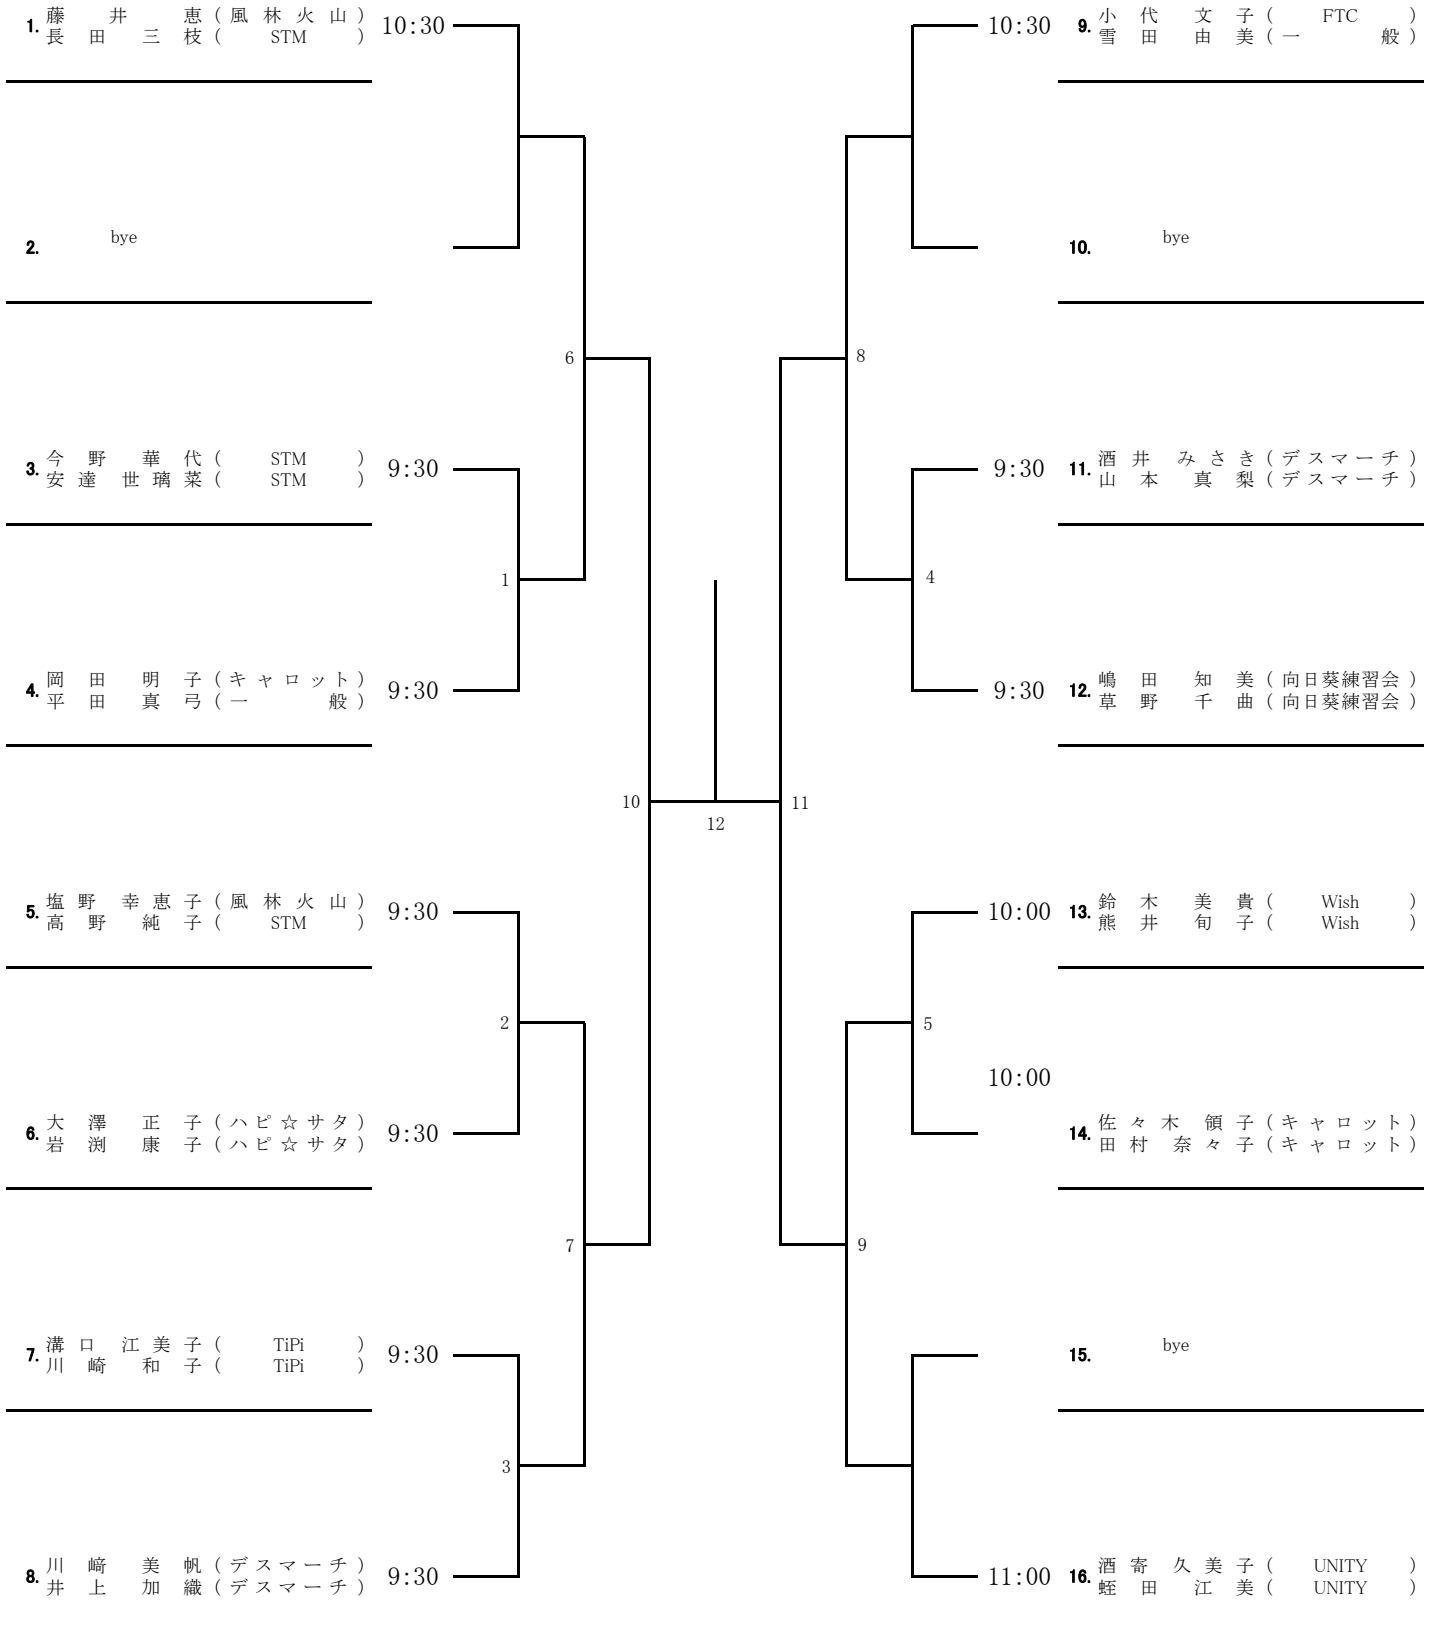 1. 藤井 恵(風林火山) 10:30
長田三枝(STM)
2. bye
6
3. 今野華代(STM) 9:30
安達世璃菜(STM)
1
4. 岡田明子(キャロット) 9:30
平田真弓(一般)
10
5. 塩野幸恵子(風林火山) 9:30
高野純子(STM)
2
6. 大澤正子(ハピ☆サタ) 9:30
岩渕康子(ハピ☆サタ)
7
7. 溝口江美子(TiPi) 9:30
川崎和子(TiPi)
3
8. 川﨑美帆(デスマーチ) 9:30
井上加織(デスマーチ)
12
10:30 9. 小代文子(FTC)
雪田由美(一般)
10. bye
8
9:30 11. 酒井みさき(デスマーチ)
山本真梨(デスマーチ)
4
9:30 12. 嶋田知美(向日葵練習会)
草野千曲(向日葵練習会)
11
10:00 13. 鈴木美貴(Wish)
熊井旬子(Wish)
5
10:00
14. 佐々木領子(キャロット)
田村奈々子(キャロット)
9
15. bye
11:00 16. 酒寄久美子(UNITY)
蛭田江美(UNITY)